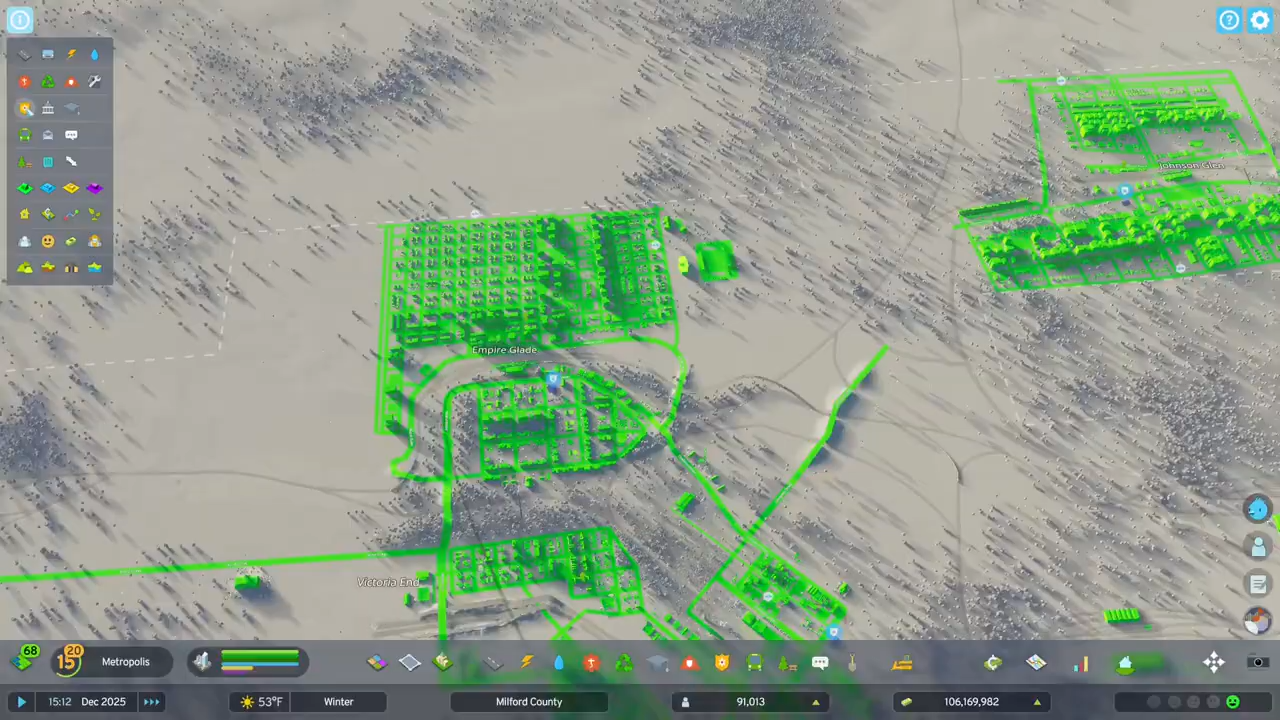 Johnson Glen
Empire Glade
Victoria End
68
20
15
Metropolis
15:12
Dec 2025
53°F
Winter
Milford County
91,013
106,169,982